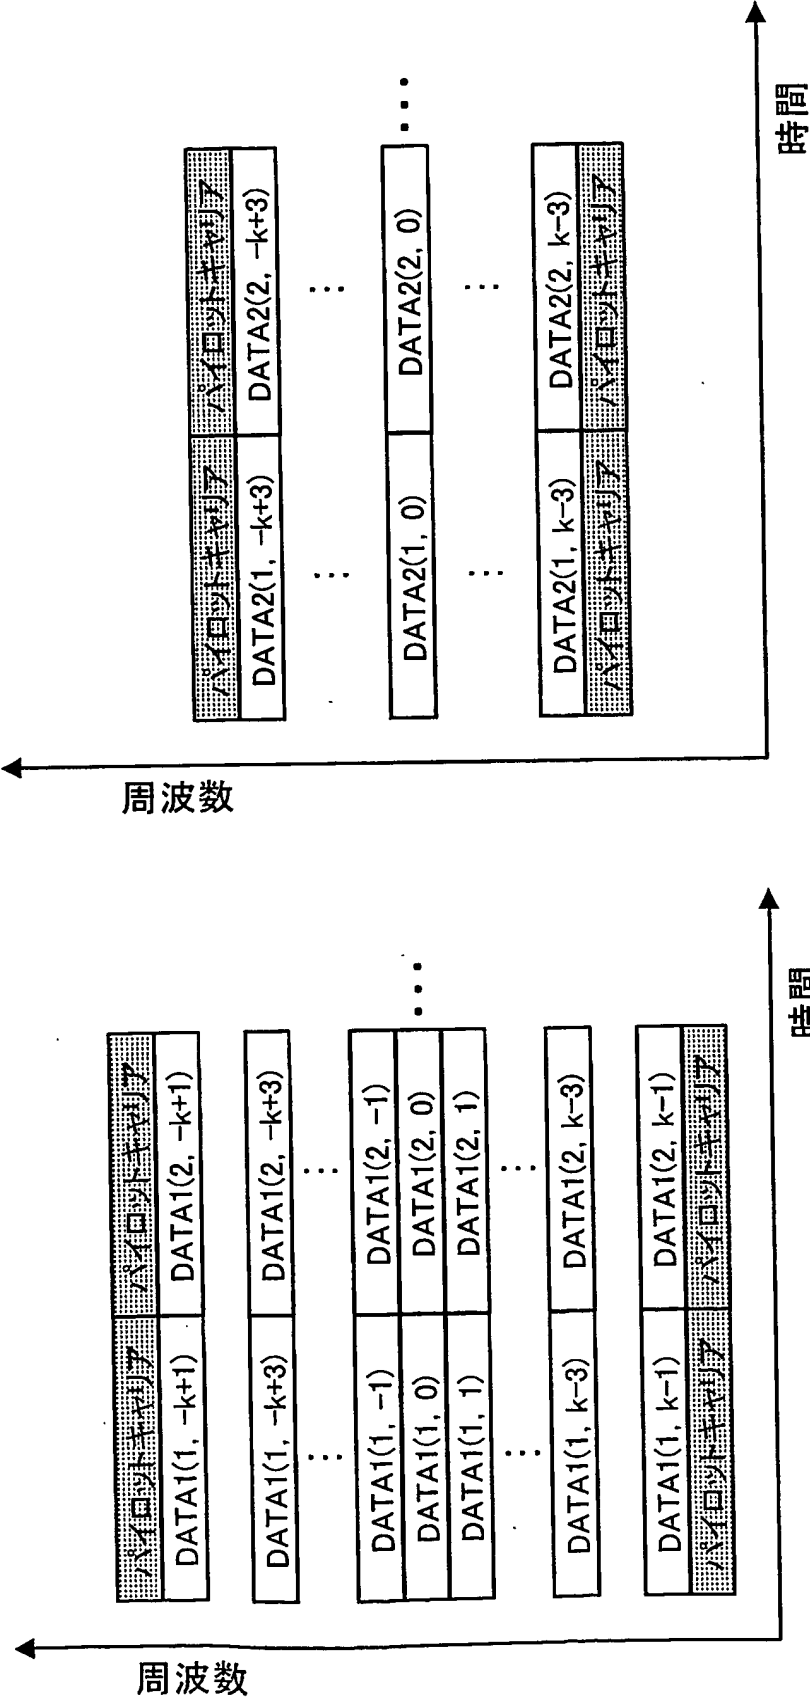 周波数
パイロットキャリア パイロットキャリア
DATA1(1, -k+1) DATA1(2, -k+1)
DATA1(1, -k+3) DATA1(2, -k+3)
… …
DATA1(1, -1) DATA1(2, -1)
DATA1(1, 0) DATA1(2, 0) …
DATA1(1, 1) DATA1(2, 1)
… …
DATA1(1, k-3) DATA1(2, k-3)
DATA1(1, k-1) DATA1(2, k-1)
パイロットキャリア パイロットキャリア
時間
周波数
パイロットキャリア パイロットキャリア
DATA2(1, -k+3) DATA2(2, -k+3)
… …
DATA2(1, 0) DATA2(2, 0) …
… …
DATA2(1, k-3) DATA2(2, k-3)
パイロットキャリア パイロットキャリア
時間